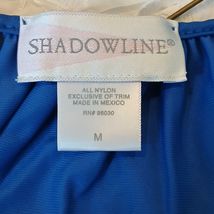 SHADOWLINE®
ALL NYLON
EXCLUSIVE OF TRIM
MADE IN MEXICO
RN# 86030
M